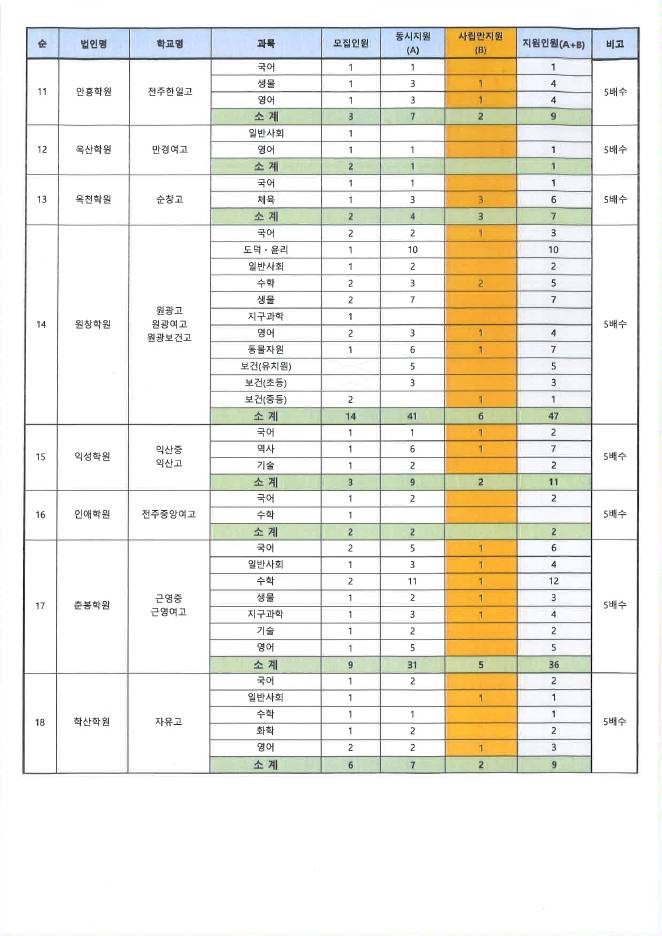 순 법인명 학교명 과목 모집인원 동시지원(A) 사립만지원(B) 지원인원(A+B) 비고
11 안흥학원 전주한일고 5배수
국어 1 1 1
생물 1 3 1 4
영어 1 3 1 4
소 계 3 7 2 9
12 옥산학원 만경여고 5배수
일반사회 1
영어 1 1 1
소 계 2 1 1
13 옥천학원 순창고 5배수
국어 1 1 1
체육 1 3 3 6
소 계 2 4 3 7
14 원창학원 원광고 원광여고 원광보건고 5배수
국어 2 2 1 3
도덕·윤리 1 10 10
일반사회 1 2 2
수학 2 3 2 5
생물 2 7 7
지구과학 1
영어 2 3 1 4
동물자원 1 6 1 7
보건(유치원) 5 5
보건(초등) 3 3
보건(중등) 2 1 1
소 계 14 41 6 47
15 익성학원 익산중 익산고 5배수
국어 1 1 1 2
역사 1 6 1 7
기술 1 2 2
소 계 3 9 2 11
16 인애학원 전주중앙여고 5배수
국어 1 2 2
수학 1
소 계 2 2 2
17 춘봉학원 근영중 근영여고 5배수
국어 2 5 1 6
일반사회 1 3 1 4
수학 2 11 1 12
생물 1 2 1 3
지구과학 1 3 1 4
기술 1 2 2
영어 1 5 5
소 계 9 31 5 36
18 학산학원 자유고 5배수
국어 1 2 2
일반사회 1 1 1
수학 1 1 1
화학 1 2 2
영어 2 2 1 3
소 계 6 7 2 9